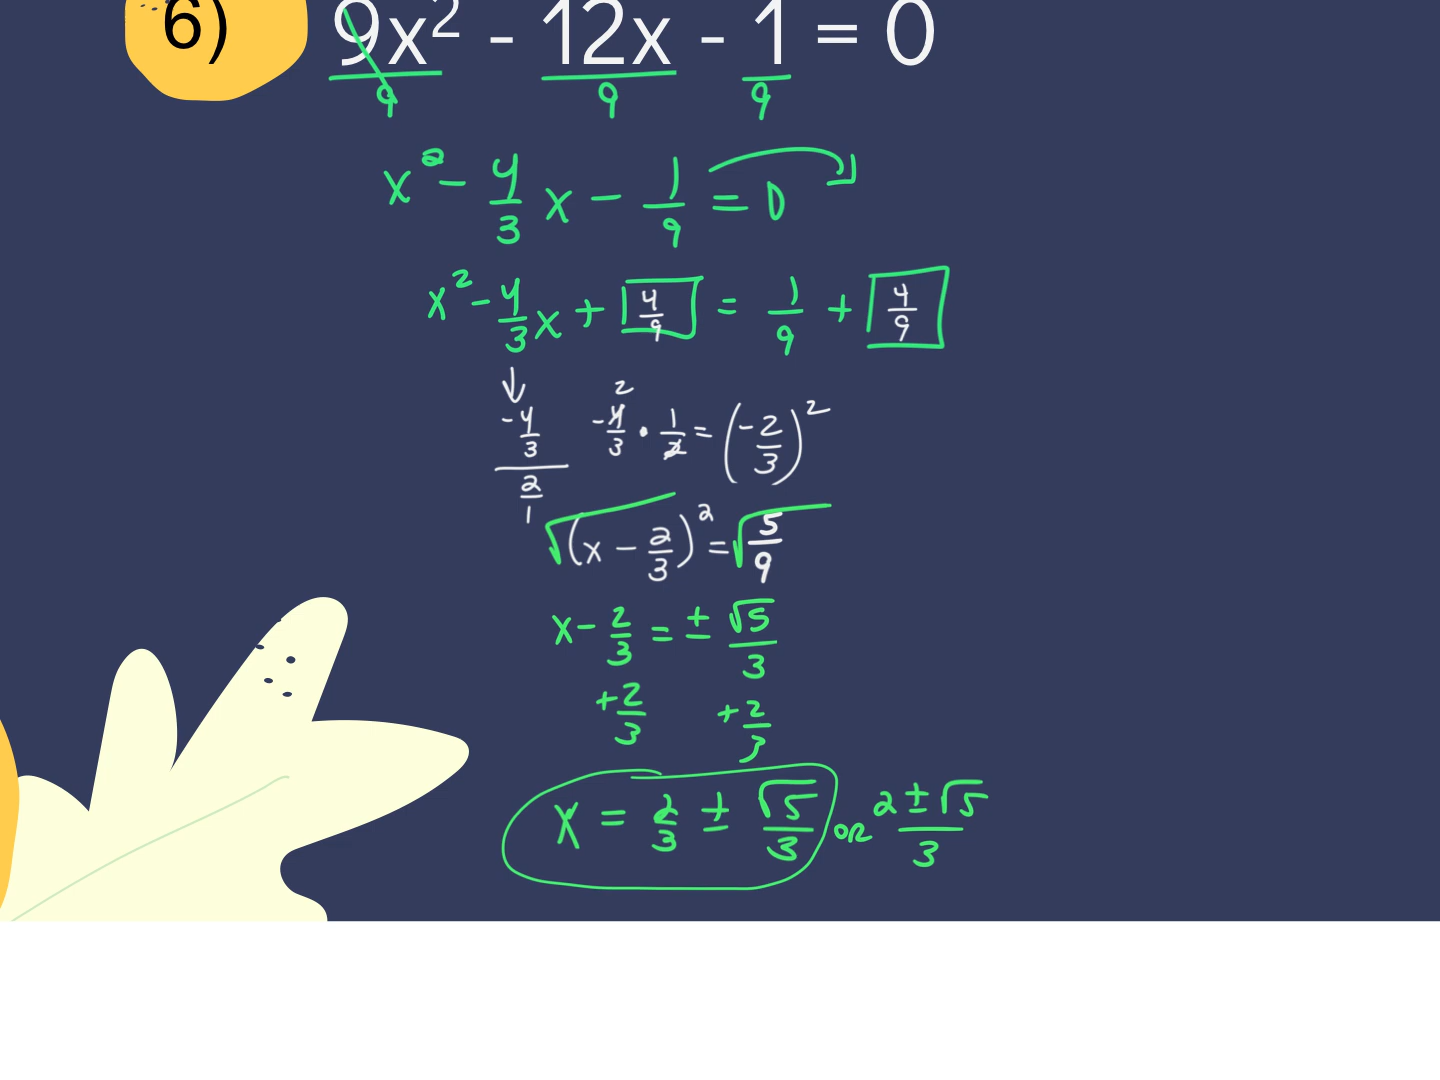 6) 9x² - 12x - 1 = 0
9 9 9
x² - 4/3 x - 1/9 = 0
x² - 4/3 x + 4/9 = 1/9 + 4/9
-4/3 / 2/1 -4/3 · 1/2 = (-2/3)² 2
√(x - 2/3)² = √5/9
x - 2/3 = ± √5/3
+2/3 +2/3
x = 2/3 ± √5/3 or 2 ± √5 / 3